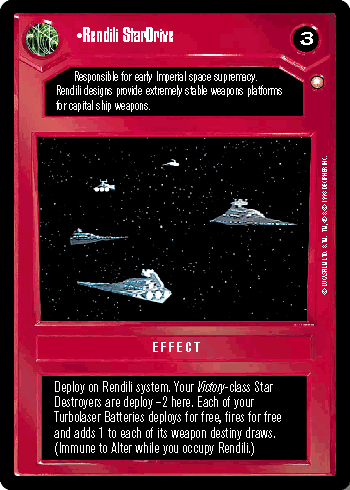 •Rendili StarDrive
3
Responsible for early Imperial space supremacy.
Rendili designs provide extremely stable weapons platforms
for capital ship weapons.
EFFECT
Deploy on Rendili system. Your Victory-class Star
Destroyers are deploy –2 here. Each of your
Turbolaser Batteries deploys for free, fires for free
and adds 1 to each of its weapon destiny draws.
(Immune to Alter while you occupy Rendili.)